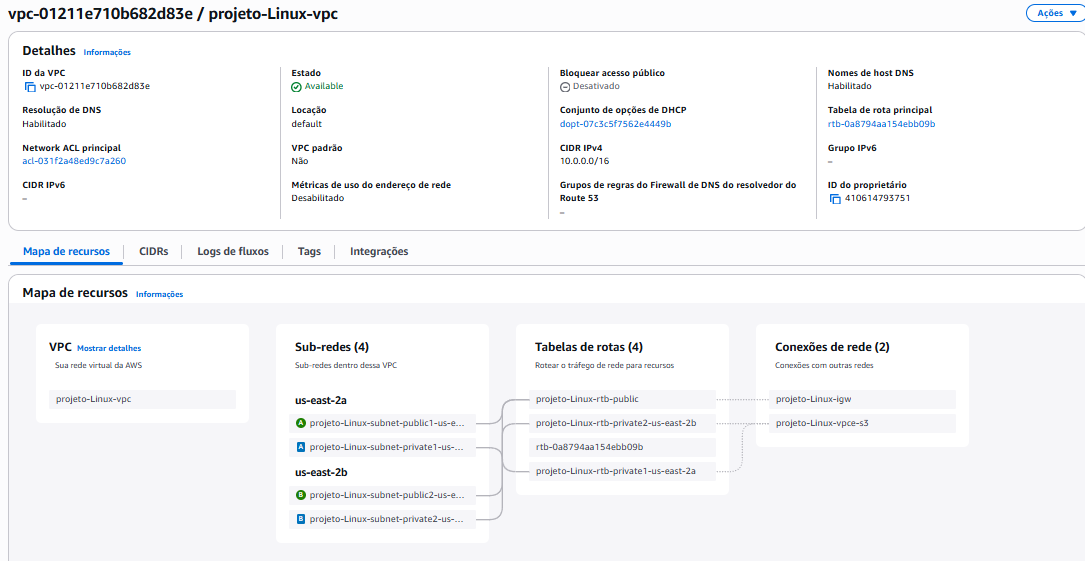 vpc-01211e710b682d83e / projeto-Linux-vpc
Ações
Detalhes Informações
ID da VPC
vpc-01211e710b682d83e
Estado
Available
Bloquear acesso público
Desativado
Nomes de host DNS
Habilitado
Resolução de DNS
Habilitado
Locação
default
Conjunto de opções de DHCP
dopt-07c3c5f7562e4449b
Tabela de rota principal
rtb-0a8794aa154ebb09b
Network ACL principal
acl-031f2a48ed9c7a260
VPC padrão
Não
CIDR IPv4
10.0.0.0/16
Grupo IPv6
–
CIDR IPv6
–
Métricas de uso do endereço de rede
Desabilitado
Grupos de regras do Firewall de DNS do resolvedor do
Route 53
–
ID do proprietário
410614793751
Mapa de recursos CIDRs Logs de fluxos Tags Integrações
Mapa de recursos Informações
VPC Mostrar detalhes
Sua rede virtual da AWS
projeto-Linux-vpc
Sub-redes (4)
Sub-redes dentro dessa VPC
us-east-2a
A projeto-Linux-subnet-public1-us-e...
A projeto-Linux-subnet-private1-us-...
us-east-2b
B projeto-Linux-subnet-public2-us-e...
B projeto-Linux-subnet-private2-us-...
Tabelas de rotas (4)
Rotear o tráfego de rede para recursos
projeto-Linux-rtb-public
projeto-Linux-rtb-private2-us-east-2b
rtb-0a8794aa154ebb09b
projeto-Linux-rtb-private1-us-east-2a
Conexões de rede (2)
Conexões com outras redes
projeto-Linux-igw
projeto-Linux-vpce-s3